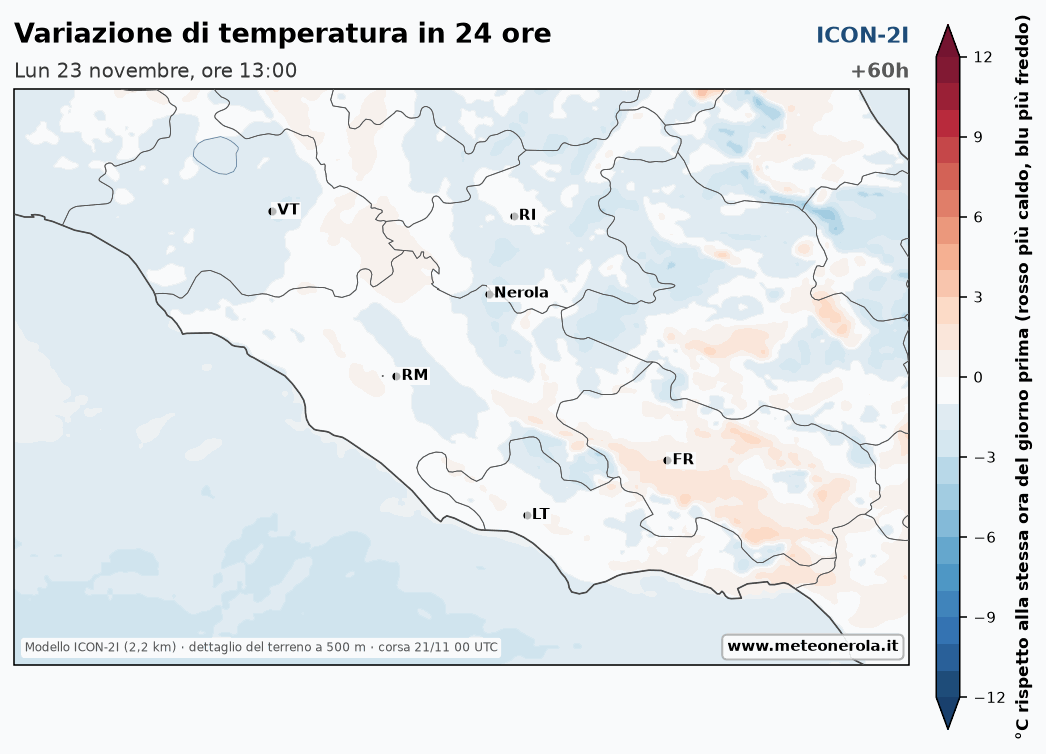 Variazione di temperatura in 24 ore
ICON-2I
Lun 23 novembre, ore 13:00
+60h
VT
RI
Nerola
RM
FR
LT
Modello ICON-2I (2,2 km) · dettaglio del terreno a 500 m · corsa 21/11 00 UTC
www.meteonerola.it
12
9
6
3
0
−3
−6
−9
−12
°C rispetto alla stessa ora del giorno prima (rosso più caldo, blu più freddo)